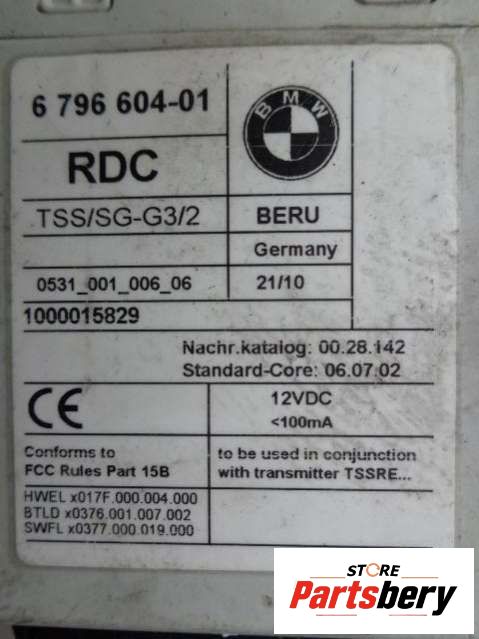 6 796 604-01
BMW
RDC
TSS/SG-G3/2
BERU
Germany
0531_001_006_06
21/10
1000015829
Nachr.katalog: 00.28.142
Standard-Core: 06.07.02
CE
12VDC
<100mA
Conforms to
FCC Rules Part 15B
to be used in conjunction
with transmitter TSSRE...
HWEL x017F.000.004.000
BTLD x0376.001.007.002
SWFL x0377.000.019.000
STORE
Partsbery